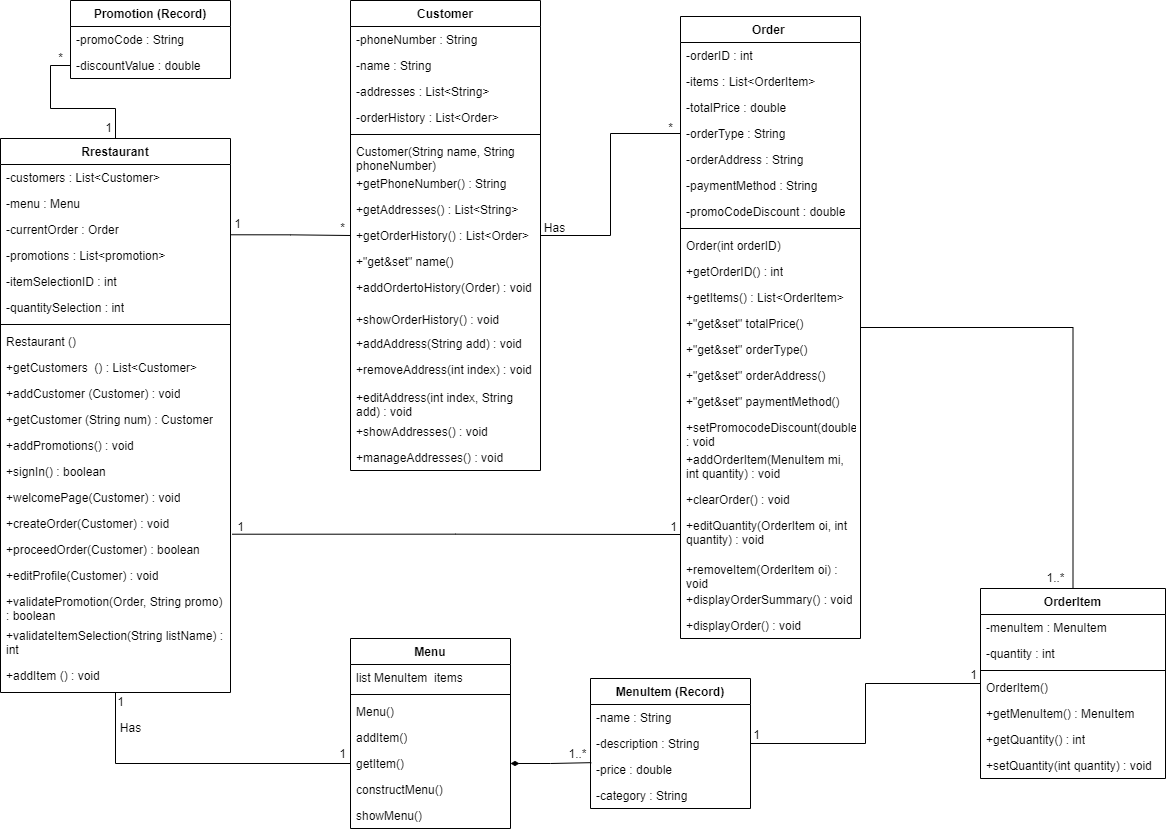 Promotion (Record)
-promoCode : String
-discountValue : double
*
1
Rrestaurant
-customers : List<Customer>
-menu : Menu
-currentOrder : Order
-promotions : List<promotion>
-itemSelectionID : int
-quantitySelection : int
Restaurant ()
+getCustomers  () : List<Customer>
+addCustomer (Customer) : void
+getCustomer (String num) : Customer
+addPromotions() : void
+signIn() : boolean
+welcomePage(Customer) : void
+createOrder(Customer) : void
+proceedOrder(Customer) : boolean
+editProfile(Customer) : void
+validatePromotion(Order, String promo)
: boolean
+validateItemSelection(String listName) :
int
+addItem () : void
1
*
Customer
-phoneNumber : String
-name : String
-addresses : List<String>
-orderHistory : List<Order>
Customer(String name, String
phoneNumber)
+getPhoneNumber() : String
+getAddresses() : List<String>
+getOrderHistory() : List<Order>
+"get&set" name()
+addOrdertoHistory(Order) : void
+showOrderHistory() : void
+addAddress(String add) : void
+removeAddress(int index) : void
+editAddress(int index, String
add) : void
+showAddresses() : void
+manageAddresses() : void
Has
*
Order
-orderID : int
-items : List<OrderItem>
-totalPrice : double
-orderType : String
-orderAddress : String
-paymentMethod : String
-promoCodeDiscount : double
Order(int orderID)
+getOrderID() : int
+getItems() : List<OrderItem>
+"get&set" totalPrice()
+"get&set" orderType()
+"get&set" orderAddress()
+"get&set" paymentMethod()
+setPromocodeDiscount(double
: void
+addOrderItem(MenuItem mi,
int quantity) : void
+clearOrder() : void
+editQuantity(OrderItem oi, int
quantity) : void
+removeItem(OrderItem oi) :
void
+displayOrderSummary() : void
+displayOrder() : void
1
1
1..*
OrderItem
-menuItem : MenuItem
-quantity : int
OrderItem()
+getMenuItem() : MenuItem
+getQuantity() : int
+setQuantity(int quantity) : void
1
Has
1
Menu
list MenuItem  items
Menu()
addItem()
getItem()
constructMenu()
showMenu()
1..*
MenuItem (Record)
-name : String
-description : String
-price : double
-category : String
1
1